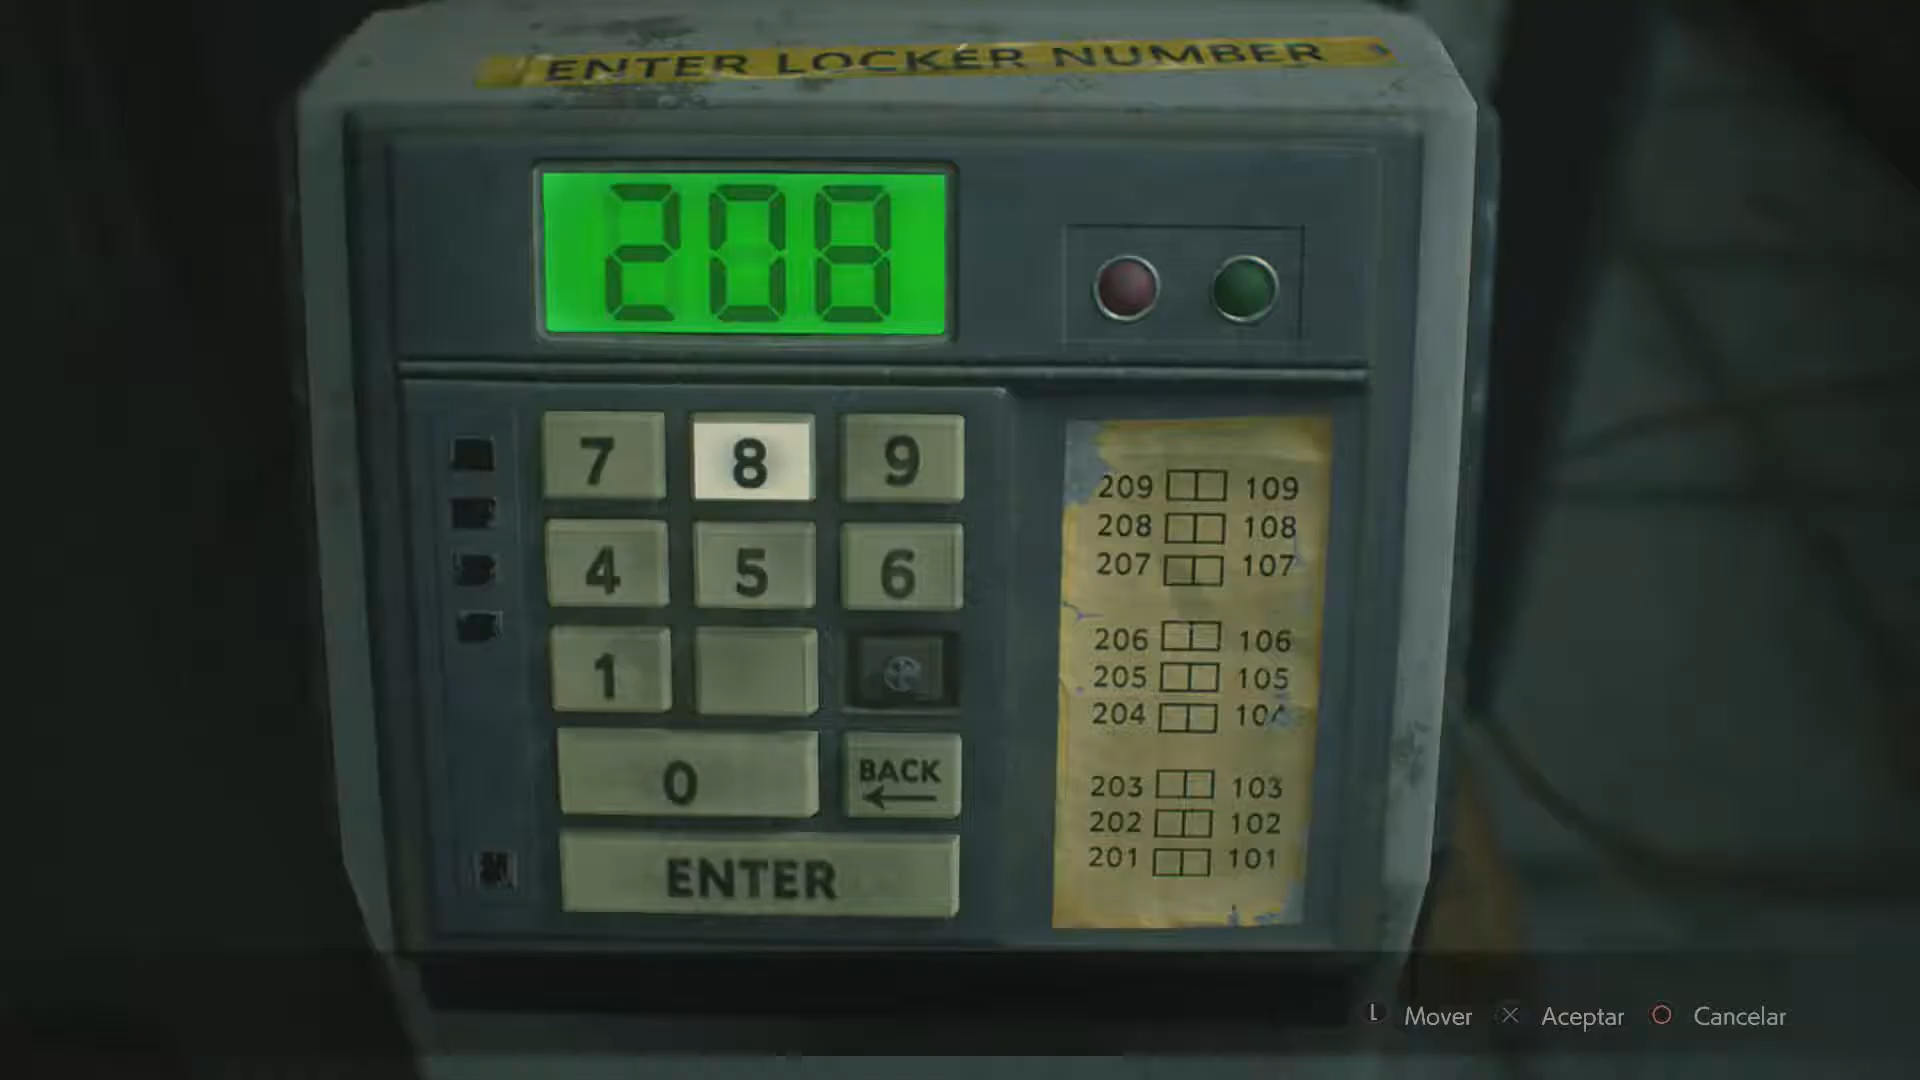 ENTER LOCKER NUMBER
208
7 8 9
4 5 6
1
0 BACK
ENTER
209 109
208 108
207 107
206 106
205 105
204 104
203 103
202 102
201 101
L Mover Aceptar Cancelar